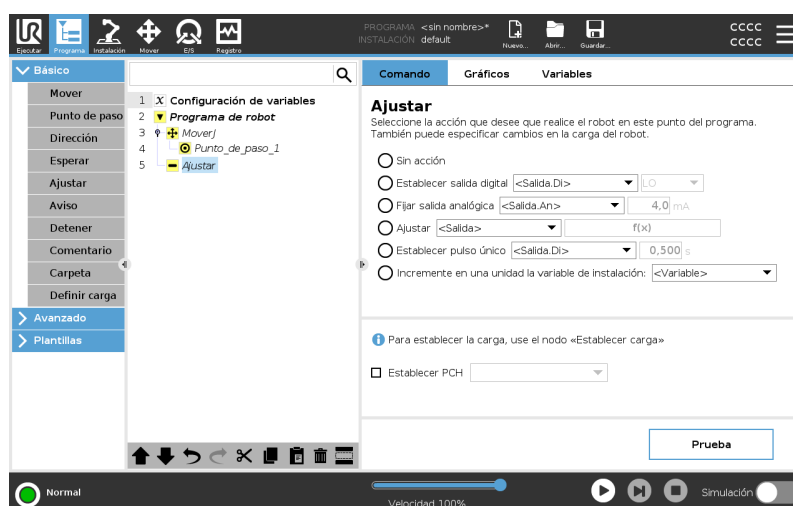 PROGRAMA <sin nombre>*
INSTALACIÓN default
Ejecutar Programa Instalación Mover E/S Registro Nuevo... Abrir... Guardar...
CCCC
CCCC
Básico
Mover
Punto de paso
Dirección
Esperar
Ajustar
Aviso
Detener
Comentario
Carpeta
Definir carga
Avanzado
Plantillas
1 X Configuración de variables
2 Programa de robot
3 MoverJ
4 Punto_de_paso_1
5 Ajustar
Comando Gráficos Variables
Ajustar
Seleccione la acción que desee que realice el robot en este punto del programa.
También puede especificar cambios en la carga del robot.
Sin acción
Establecer salida digital <Salida.Di> LO
Fijar salida analógica <Salida.An> 4,0 mA
Ajustar <Salida> f(x)
Establecer pulso único <Salida.Di> 0,500 s
Incremente en una unidad la variable de instalación: <Variable>
Para establecer la carga, use el nodo «Establecer carga»
Establecer PCH
Prueba
Normal
Velocidad 100%
Simulación